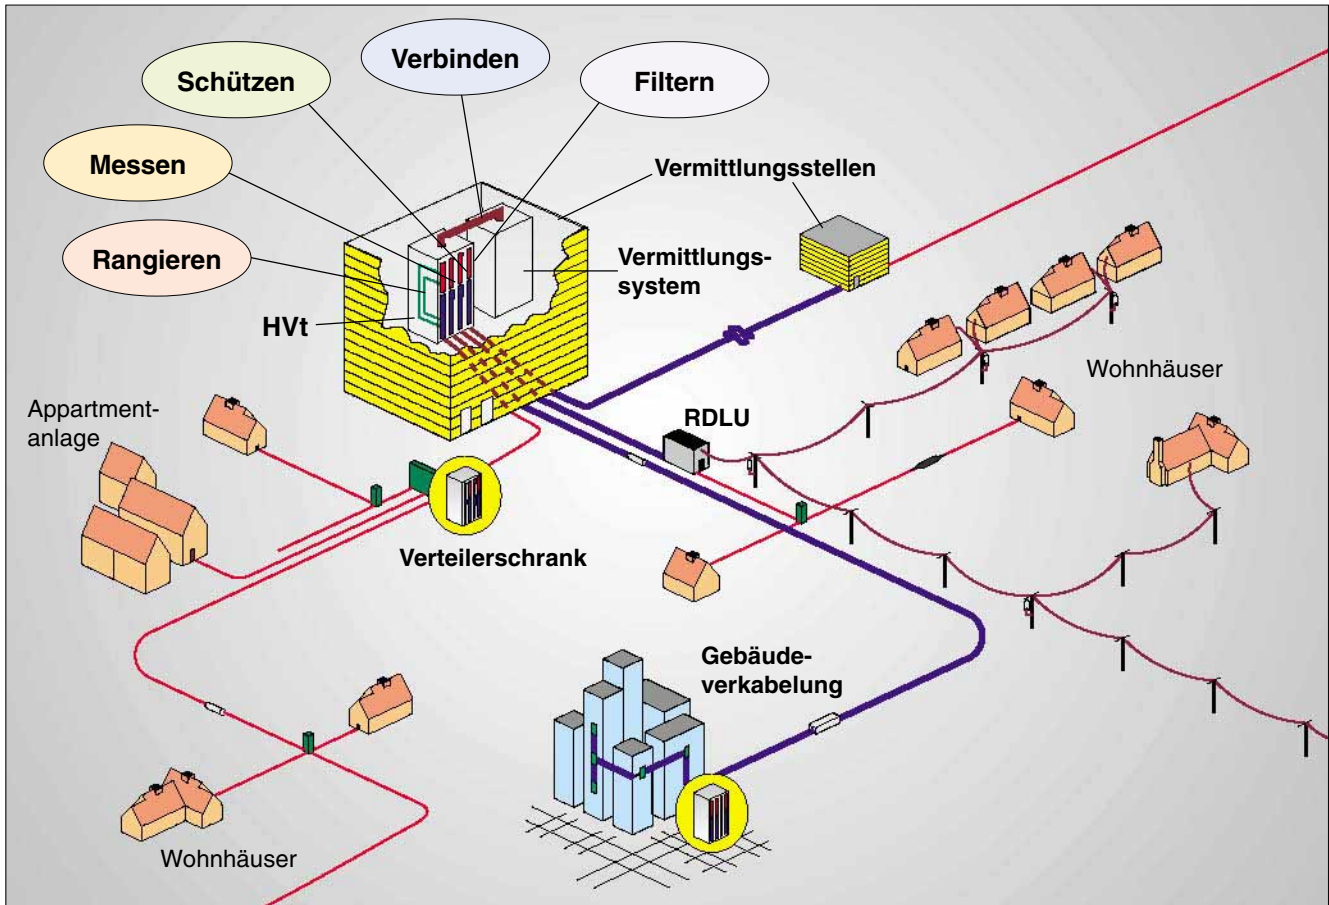 Verbinden
Schützen
Filtern
Messen
Vermittlungsstellen
Rangieren
Vermittlungs-
system
HVt
Wohnhäuser
Appartment-
anlage
RDLU
Verteilerschrank
Gebäude-
verkabelung
Wohnhäuser